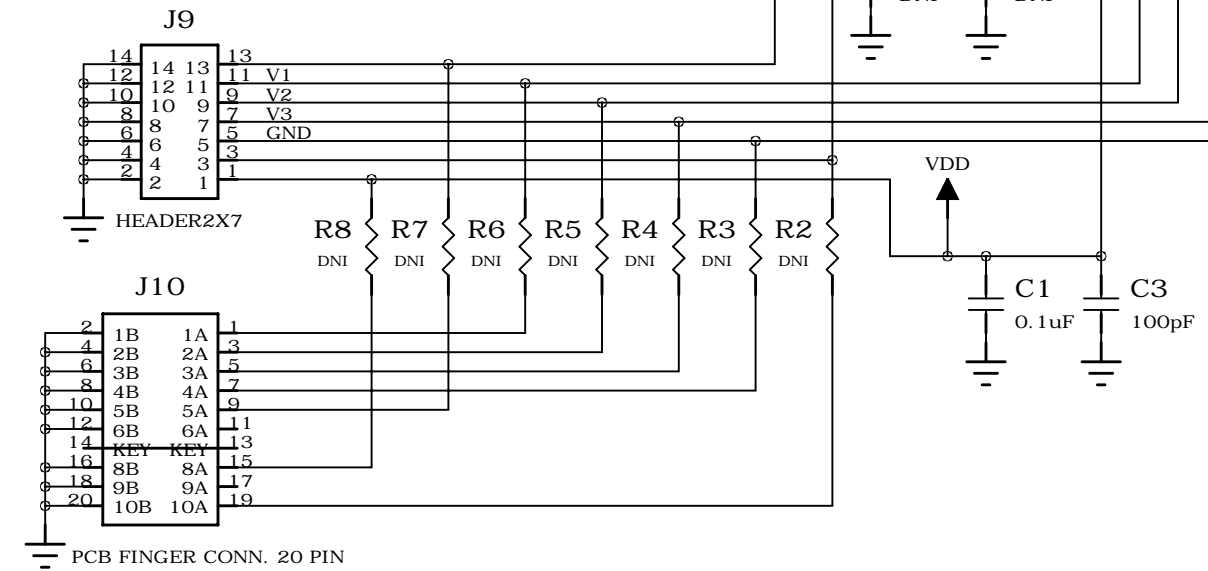 J9
14 14 13 13
12 12 11 11 V1
10 10 9 9 V2
8 8 7 7 V3
6 6 5 5 GND
4 4 3 3
2 2 1 1
HEADER2X7
VDD
R8 R7 R6 R5 R4 R3 R2
DNI DNI DNI DNI DNI DNI DNI
C1 C3
0.1uF 100pF
J10
2 1B 1A 1
4 2B 2A 3
6 3B 3A 5
8 4B 4A 7
10 5B 5A 9
12 6B 6A 11
14 KEY KEY 13
16 8B 8A 15
18 9B 9A 17
20 10B 10A 19
PCB FINGER CONN. 20 PIN